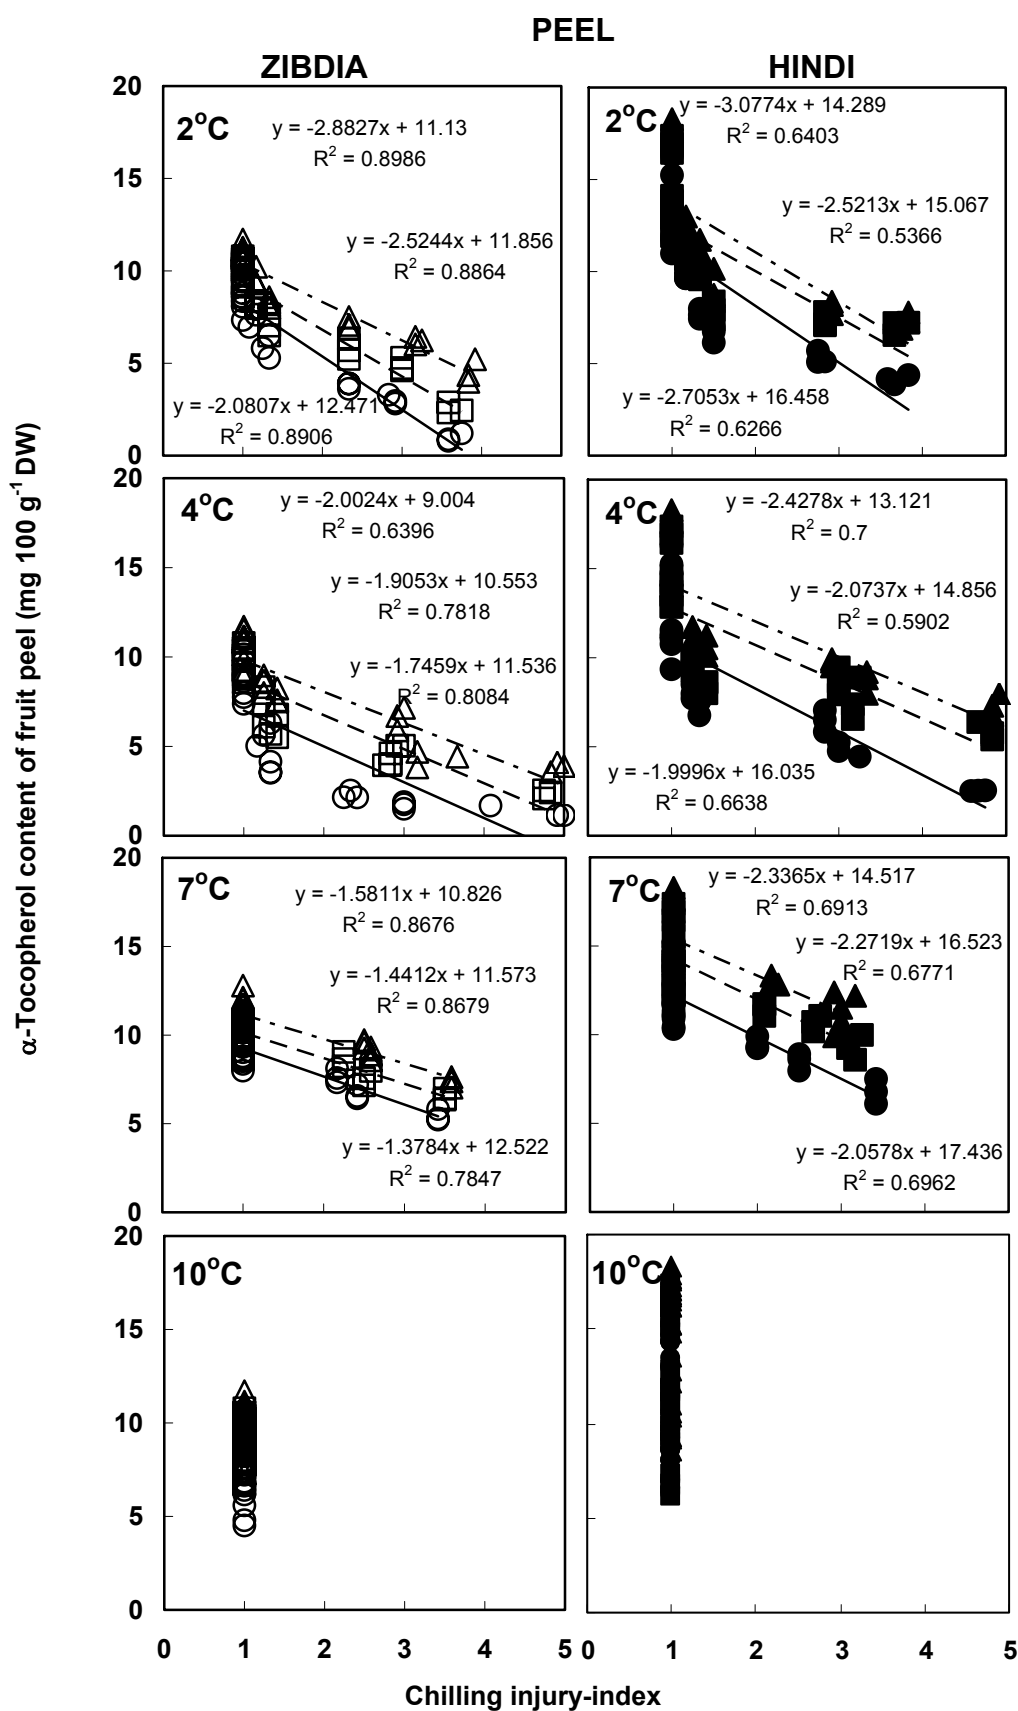 PEEL
ZIBDIA
HINDI
α-Tocopherol content of fruit peel (mg 100 g⁻¹ DW)
20
15
10
5
0
2°C
y = -2.8827x + 11.13
R² = 0.8986
y = -2.5244x + 11.856
R² = 0.8864
y = -2.0807x + 12.471
R² = 0.8906
2°C
y = -3.0774x + 14.289
R² = 0.6403
y = -2.5213x + 15.067
R² = 0.5366
y = -2.7053x + 16.458
R² = 0.6266
20
15
10
5
0
4°C
y = -2.0024x + 9.004
R² = 0.6396
y = -1.9053x + 10.553
R² = 0.7818
y = -1.7459x + 11.536
R² = 0.8084
4°C
y = -2.4278x + 13.121
R² = 0.7
y = -2.0737x + 14.856
R² = 0.5902
y = -1.9996x + 16.035
R² = 0.6638
20
15
10
5
0
7°C
y = -1.5811x + 10.826
R² = 0.8676
y = -1.4412x + 11.573
R² = 0.8679
y = -1.3784x + 12.522
R² = 0.7847
7°C
y = -2.3365x + 14.517
R² = 0.6913
y = -2.2719x + 16.523
R² = 0.6771
y = -2.0578x + 17.436
R² = 0.6962
20
15
10
5
0
10°C
10°C
0 1 2 3 4 5 0 1 2 3 4 5
Chilling injury-index